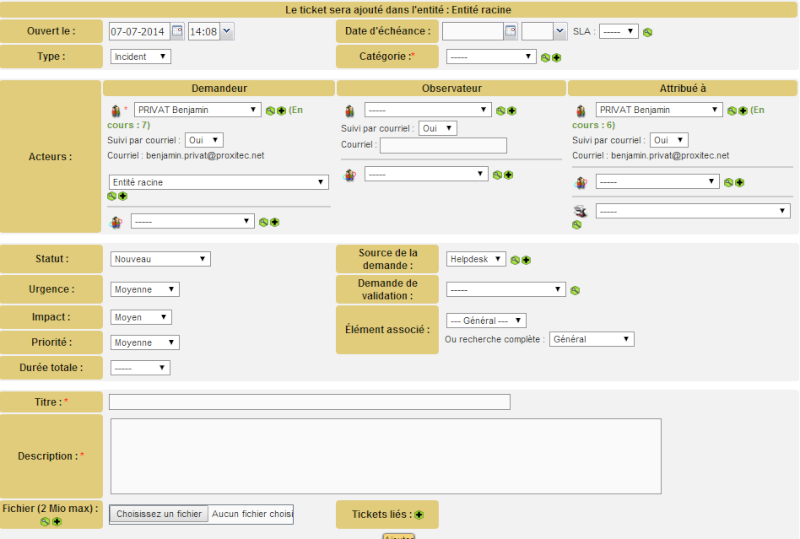 Le ticket sera ajouté dans l'entité : Entité racine
Ouvert le : 07-07-2014 14:08 Date d'échéance : SLA : -----
Type : Incident Catégorie :* -----
Demandeur Observateur Attribué à
Acteurs :
* PRIVAT Benjamin (En cours : 7)
Suivi par courriel : Oui
Courriel : benjamin.privat@proxitec.net
Entité racine
-----
-----
Suivi par courriel : Oui
Courriel :
-----
PRIVAT Benjamin (En cours : 6)
Suivi par courriel : Oui
Courriel : benjamin.privat@proxitec.net
-----
-----
Statut : Nouveau Source de la demande : Helpdesk
Urgence : Moyenne Demande de validation : -----
Impact : Moyen Élément associé : --- Général ---
Priorité : Moyenne Ou recherche complète : Général
Durée totale : -----
Titre : *
Description : *
Fichier (2 Mio max) : Choisissez un fichier Aucun fichier choisi Tickets liés :
Ajouter